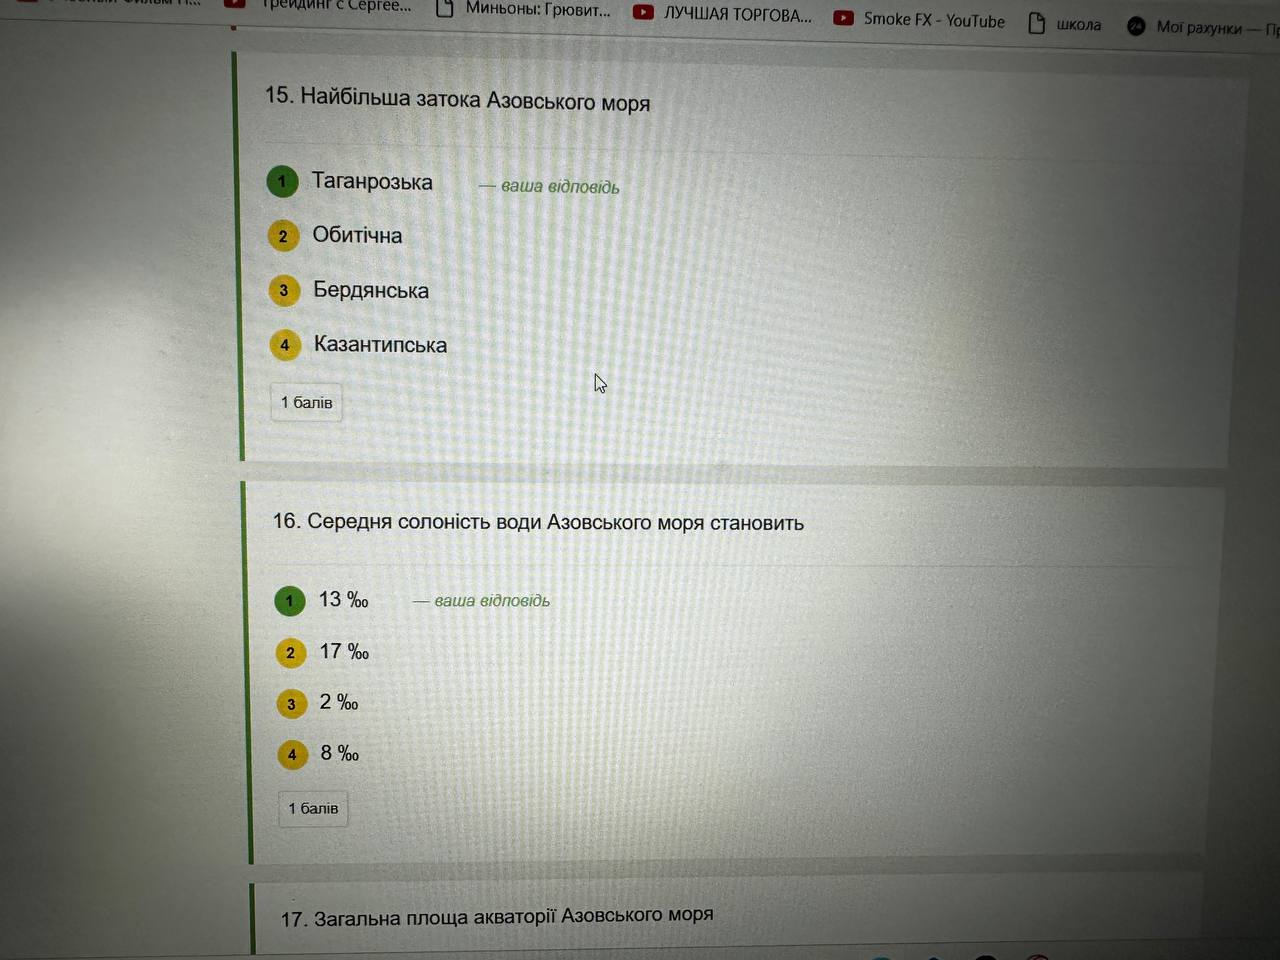 Трейдинг с Сергее...
Миньоны: Грювит...
ЛУЧШАЯ ТОРГОВА...
Smoke FX - YouTube
школа
Мої рахунки —
15. Найбільша затока Азовського моря
1 Таганрозька — ваша відповідь
2 Обитічна
3 Бердянська
4 Казантипська
1 балів
16. Середня солоність води Азовського моря становить
1 13 ‰ — ваша відповідь
2 17 ‰
3 2 ‰
4 8 ‰
1 балів
17. Загальна площа акваторії Азовського моря